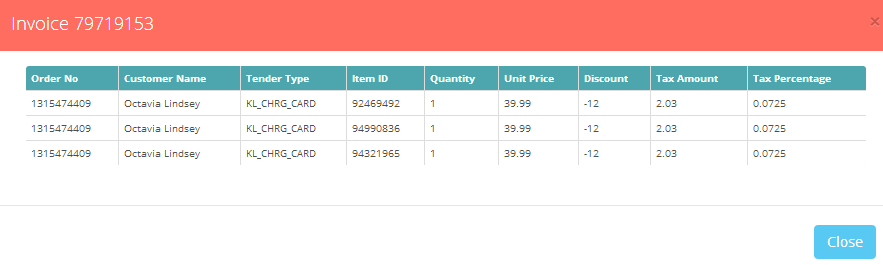 Invoice 79719153
×
Order No Customer Name Tender Type Item ID Quantity Unit Price Discount Tax Amount Tax Percentage
1315474409 Octavia Lindsey KL_CHRG_CARD 92469492 1 39.99 -12 2.03 0.0725
1315474409 Octavia Lindsey KL_CHRG_CARD 94990836 1 39.99 -12 2.03 0.0725
1315474409 Octavia Lindsey KL_CHRG_CARD 94321965 1 39.99 -12 2.03 0.0725
Close